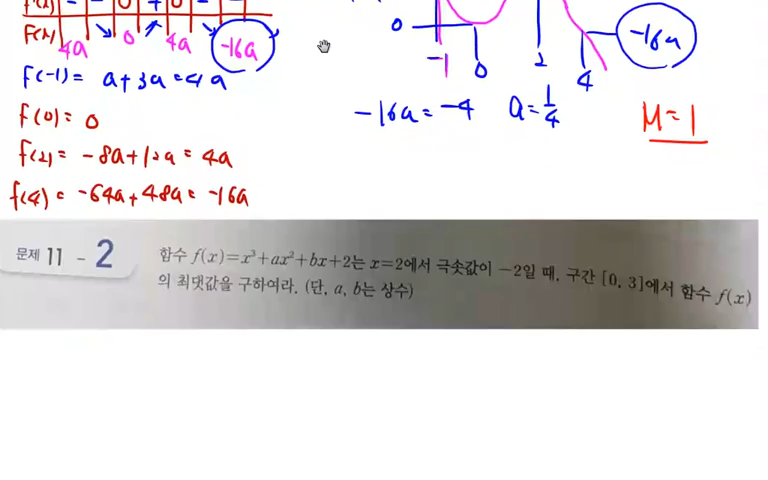 f(x) 4a ↘ 0 ↗ 4a ↘ -16a
f(-1) = a+3a = 4a
f(0) = 0
f(2) = -8a+12a = 4a
f(4) = -64a+48a = -16a
0
-1 0 2 4
-16a
-16a = -4 a = 1/4
M = 1
문제 11 - 2
함수 f(x)=x³+ax²+bx+2는 x=2에서 극솟값이 -2일 때, 구간 [0, 3]에서 함수 f(x)
의 최댓값을 구하여라. (단, a, b는 상수)